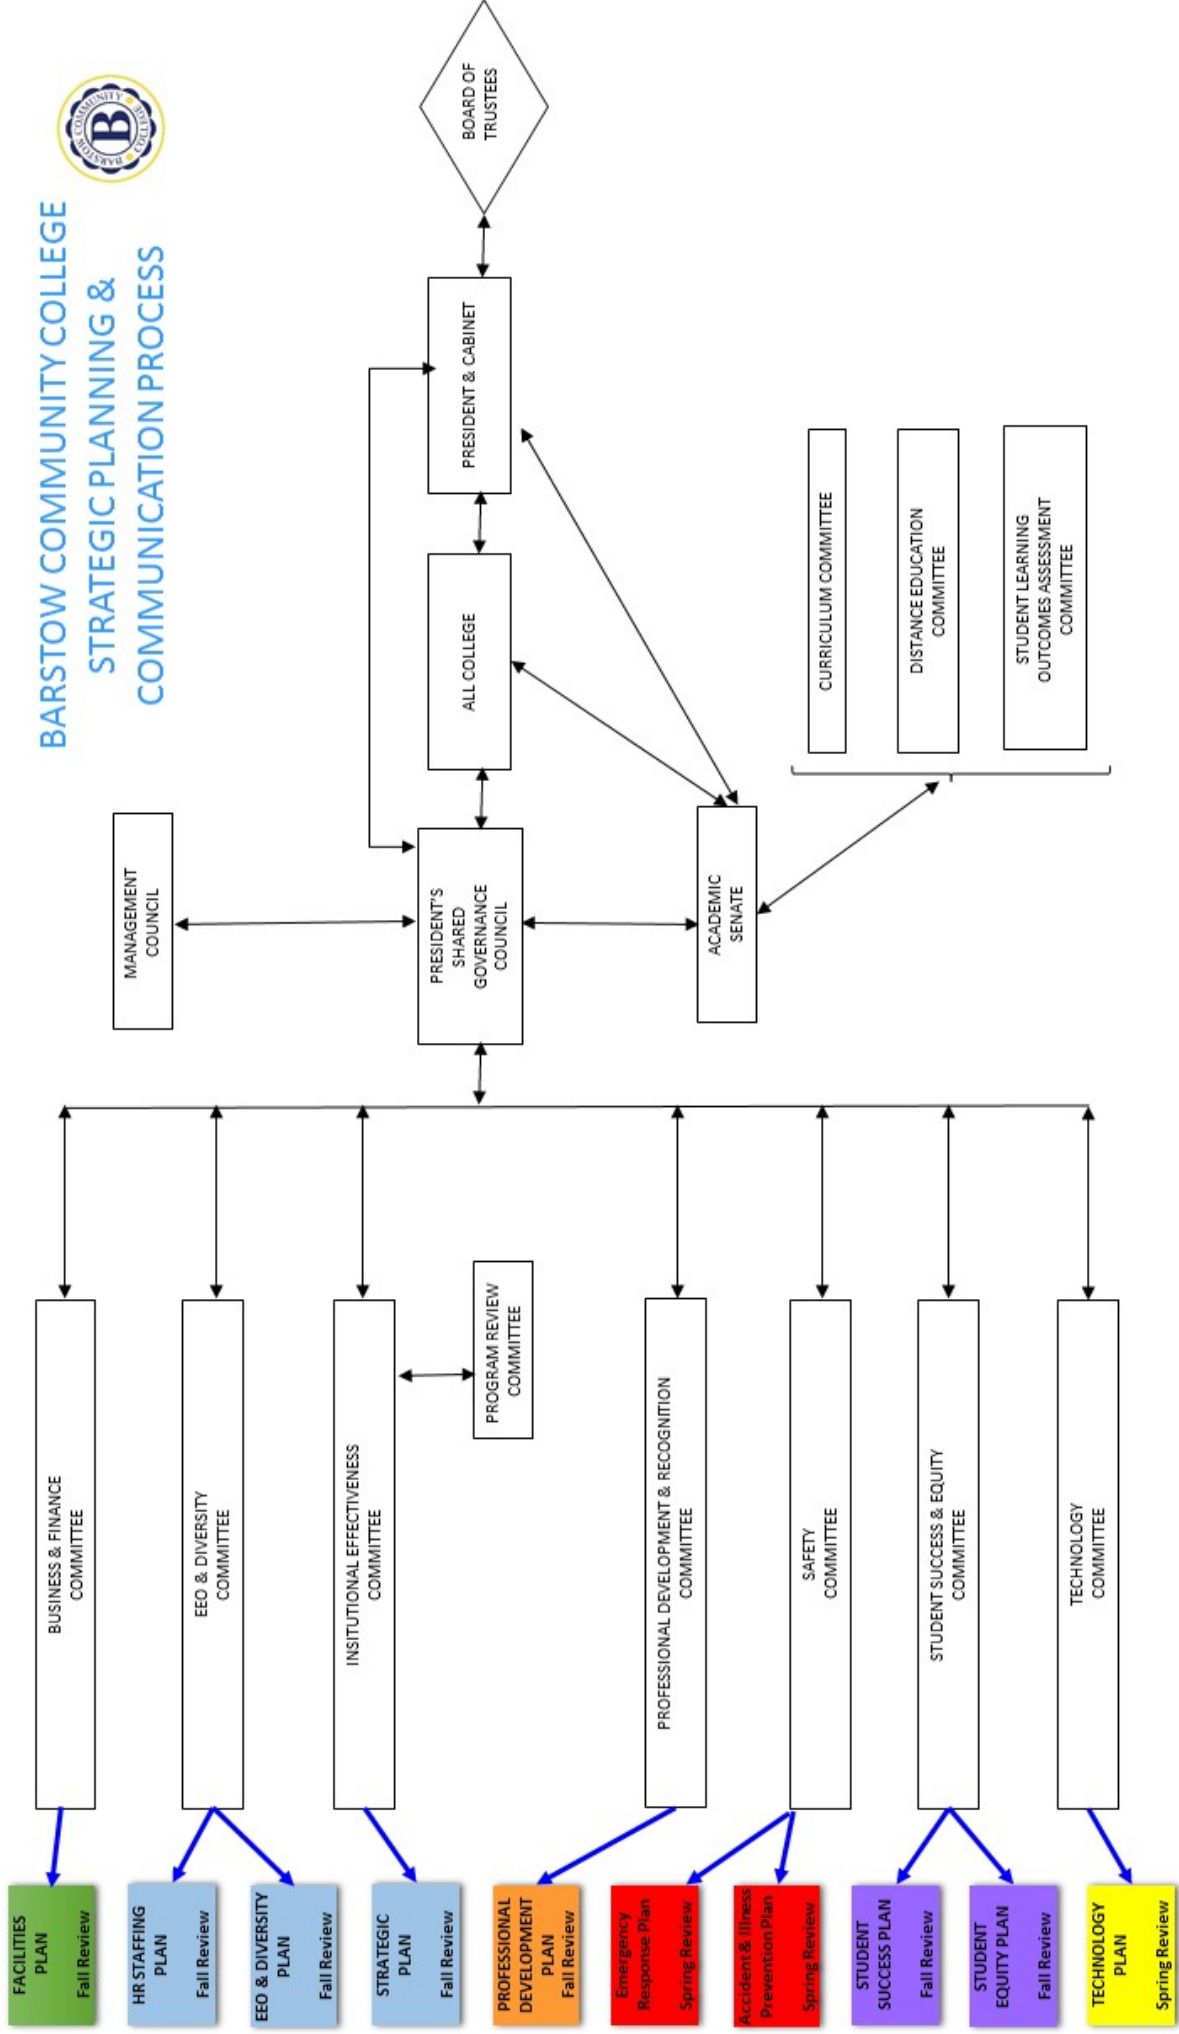 BARSTOW COMMUNITY COLLEGE
STRATEGIC PLANNING &
COMMUNICATION PROCESS
BARSTOW COMMUNITY
COLLEGE
B
BOARD OF
TRUSTEES
PRESIDENT & CABINET
ALL COLLEGE
MANAGEMENT
COUNCIL
PRESIDENT'S
SHARED
GOVERNANCE
COUNCIL
ACADEMIC
SENATE
CURRICULUM COMMITTEE
DISTANCE EDUCATION
COMMITTEE
STUDENT LEARNING
OUTCOMES ASSESSMENT
COMMITTEE
BUSINESS & FINANCE
COMMITTEE
EEO & DIVERSITY
COMMITTEE
INSITUTIONAL EFFECTIVENESS
COMMITTEE
PROGRAM REVIEW
COMMITTEE
PROFESSIONAL DEVELOPMENT & RECOGNITION
COMMITTEE
SAFETY
COMMITTEE
STUDENT SUCCESS & EQUITY
COMMITTEE
TECHNOLOGY
COMMITTEE
FACILITIES
PLAN
Fall Review
HR STAFFING
PLAN
Fall Review
EEO & DIVERSITY
PLAN
Fall Review
STRATEGIC
PLAN
Fall Review
PROFESSIONAL
DEVELOPMENT
PLAN
Fall Review
Emergency
Response Plan
Spring Review
Accident & Illness
Prevention Plan
Spring Review
STUDENT
SUCCESS PLAN
Fall Review
STUDENT
EQUITY PLAN
Fall Review
TECHNOLOGY
PLAN
Spring Review